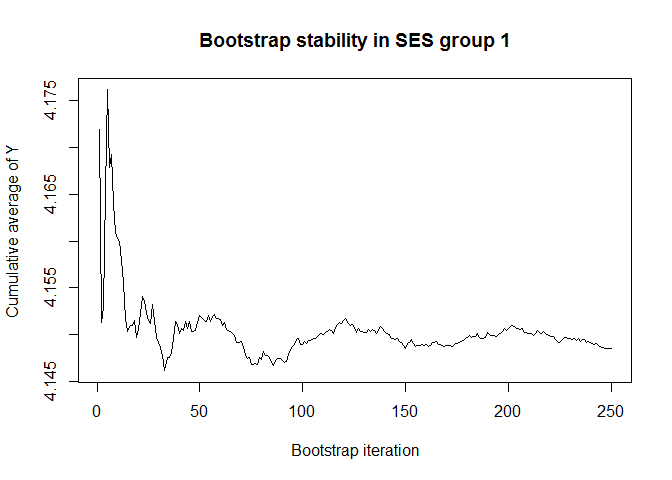 Bootstrap stability in SES group 1
Cumulative average of Y
4.175
4.165
4.155
4.145
0 50 100 150 200 250
Bootstrap iteration